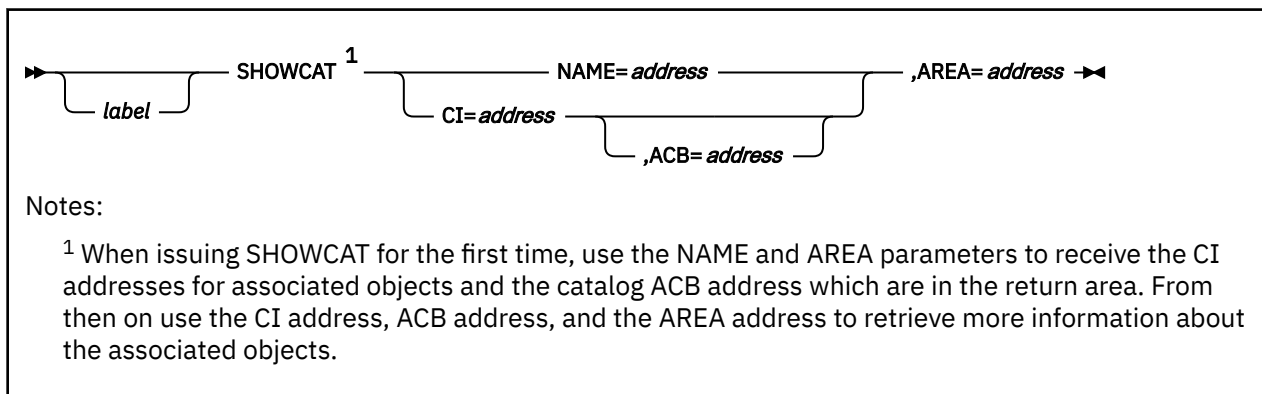 SHOWCAT 1 NAME=address ,AREA=address
label
CI=address
,ACB=address
Notes:
1 When issuing SHOWCAT for the first time, use the NAME and AREA parameters to receive the CI
addresses for associated objects and the catalog ACB address which are in the return area. From
then on use the CI address, ACB address, and the AREA address to retrieve more information about
the associated objects.